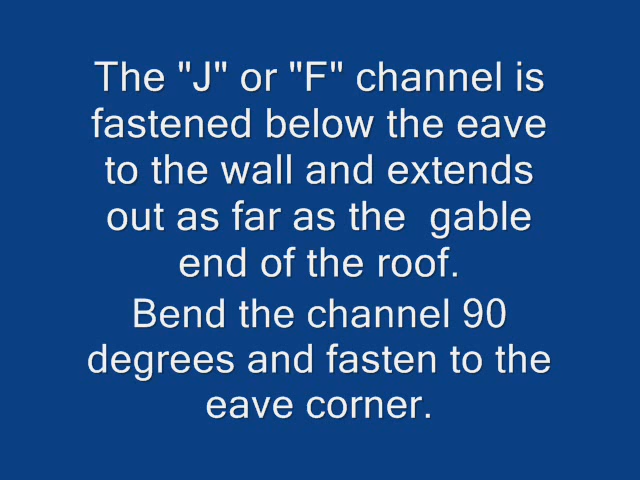 The "J" or "F" channel is
fastened below the eave
to the wall and extends
out as far as the  gable
end of the roof.
Bend the channel 90
degrees and fasten to the
eave corner.